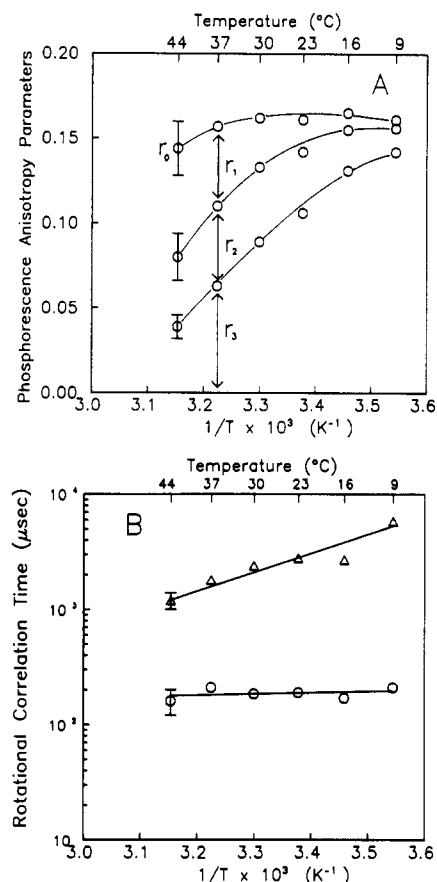 Temperature (°C)
44 37 30 23 16 9
Phosphorescence Anisotropy Parameters
0.20
0.15
0.10
0.05
0.00
A
r₀
r₁
r₂
r₃
3.0 3.1 3.2 3.3 3.4 3.5 3.6
1/T x 10³ (K⁻¹)
Temperature (°C)
44 37 30 23 16 9
Rotational Correlation Time (μsec)
10⁴
10³
10²
10
B
3.0 3.1 3.2 3.3 3.4 3.5 3.6
1/T x 10³ (K⁻¹)